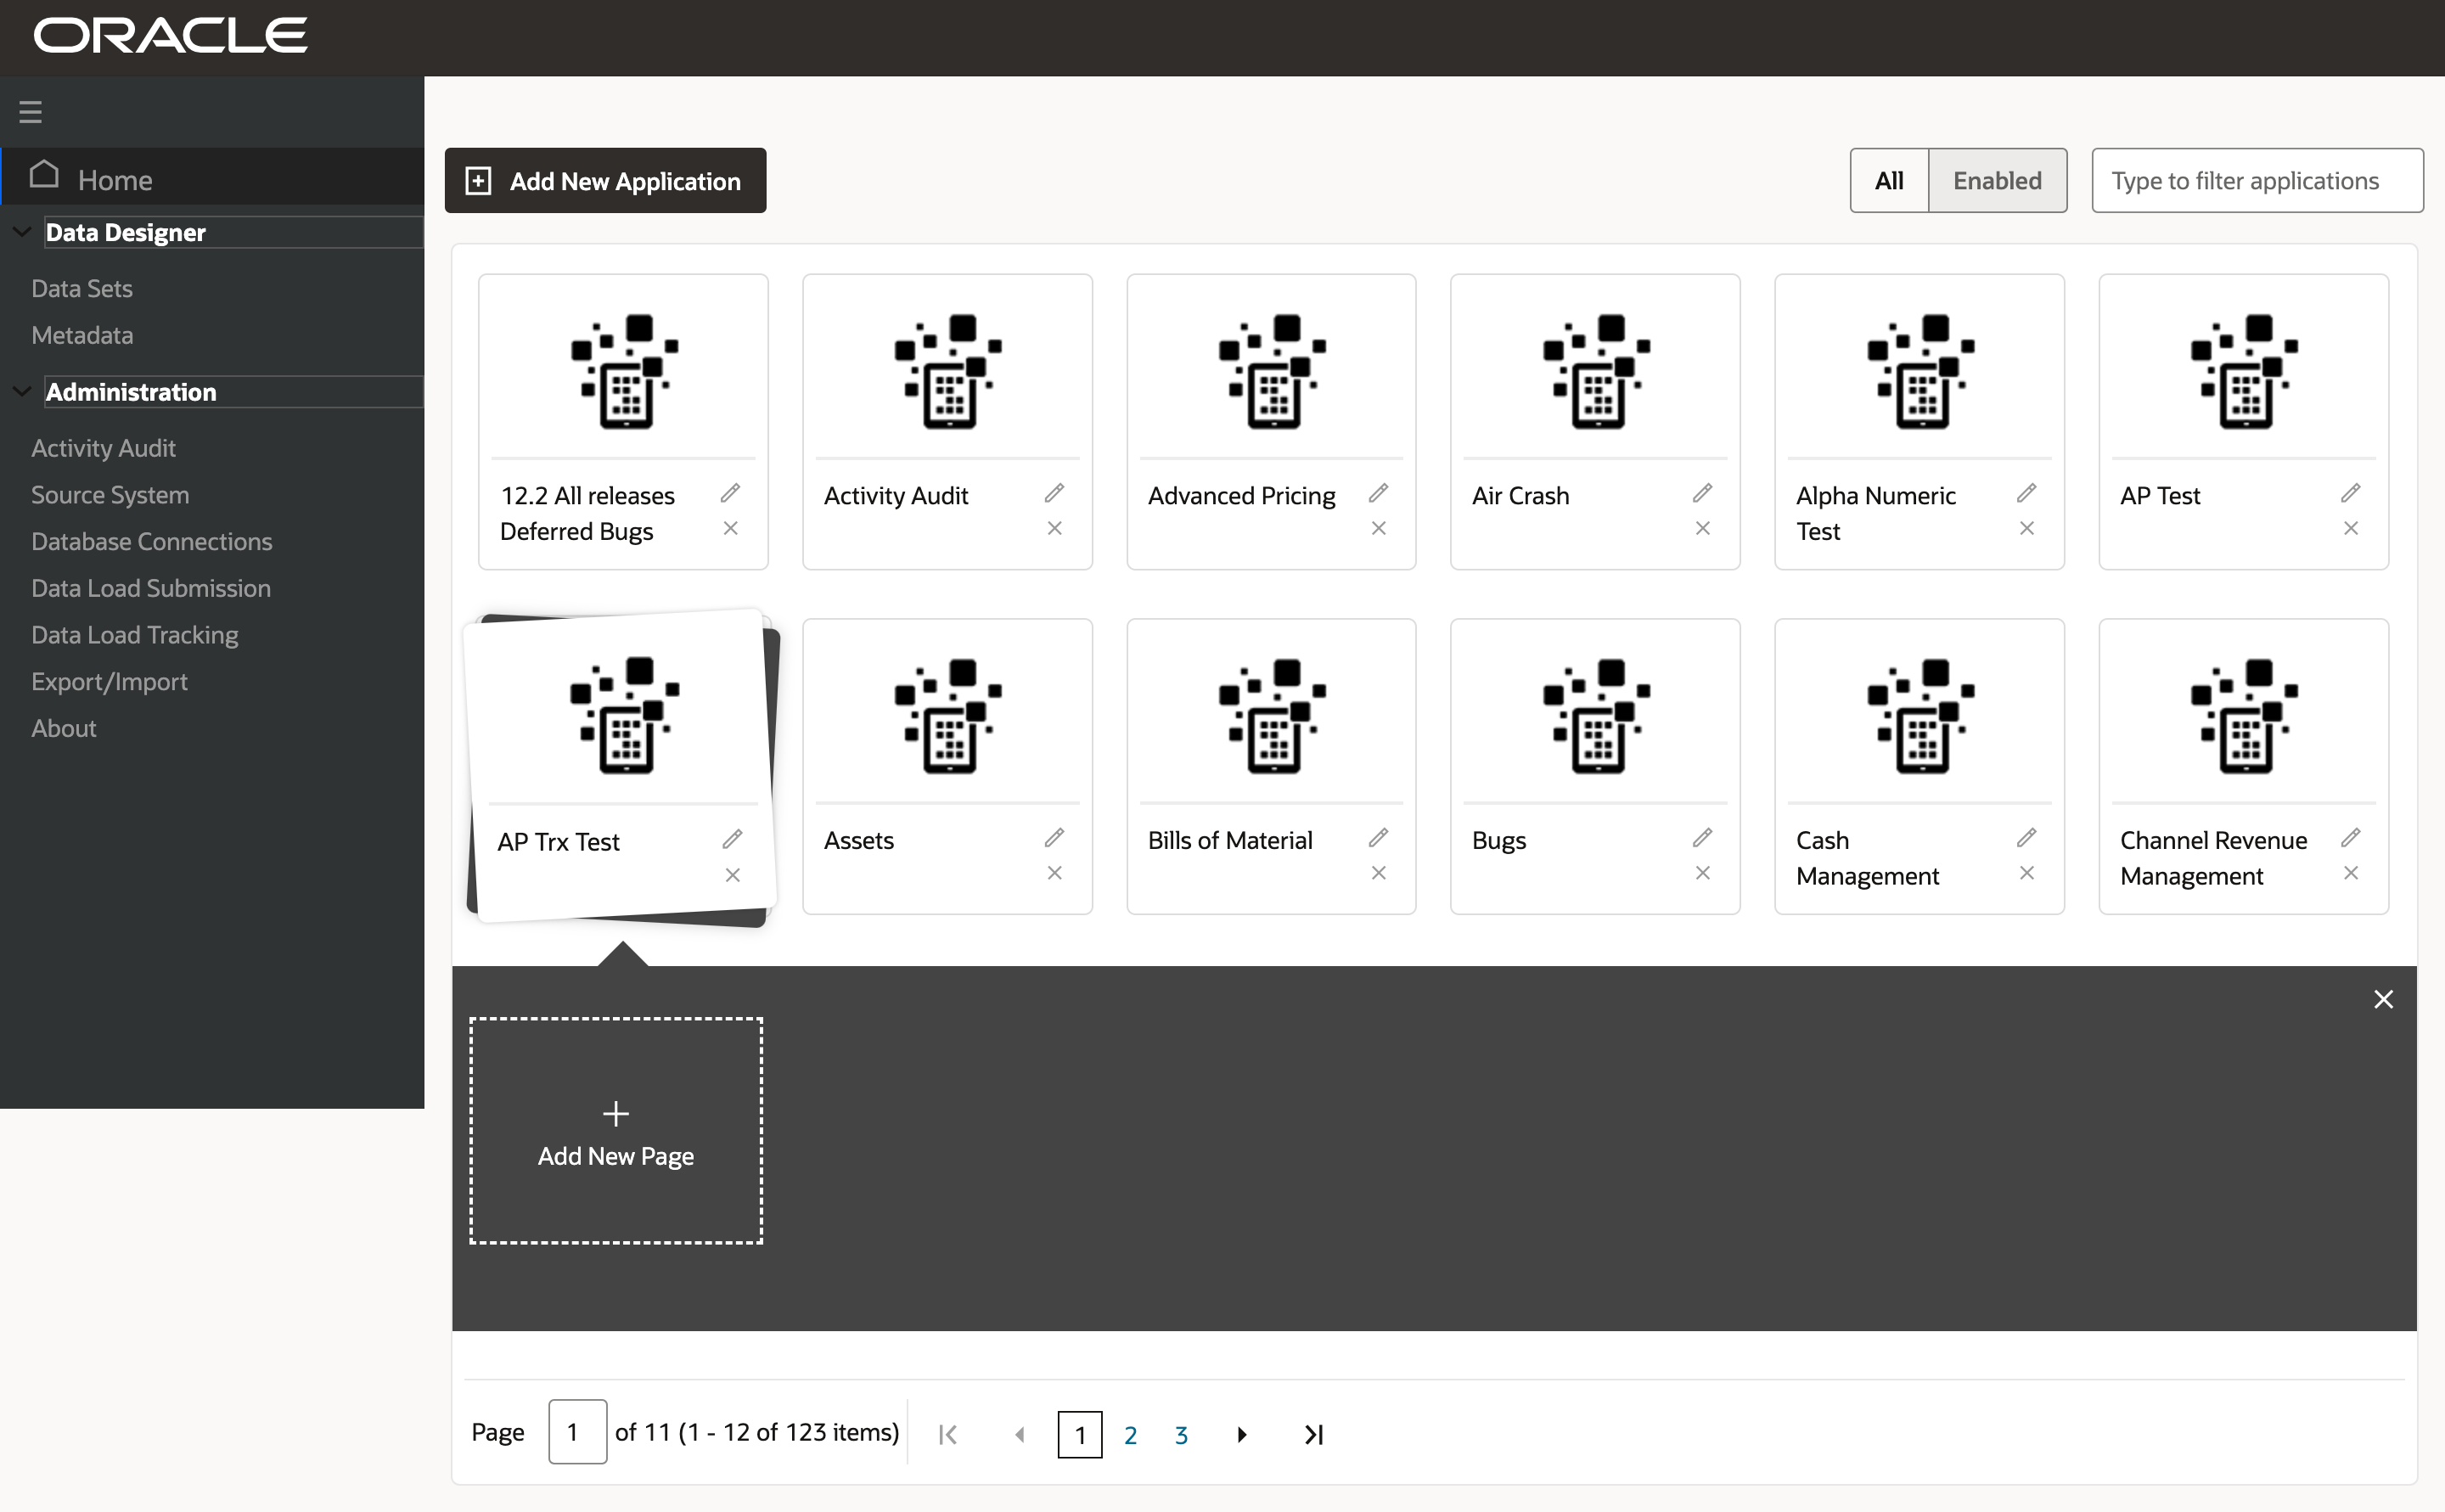 ORACLE
Home
Data Designer
Data Sets
Metadata
Administration
Activity Audit
Source System
Database Connections
Data Load Submission
Data Load Tracking
Export/Import
About
Add New Application
All
Enabled
Type to filter applications
12.2 All releases
Deferred Bugs
Activity Audit
Advanced Pricing
Air Crash
Alpha Numeric
Test
AP Test
AP Trx Test
Assets
Bills of Material
Bugs
Cash
Management
Channel Revenue
Management
Add New Page
Page 1 of 11 (1 - 12 of 123 items) 1 2 3